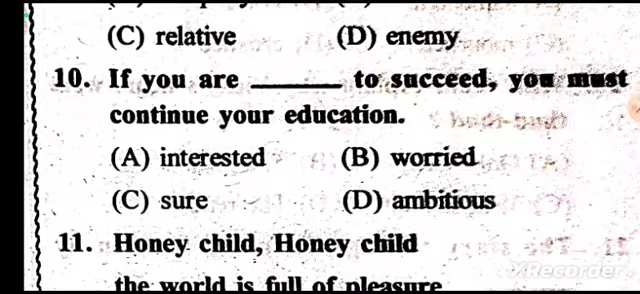 (C) relative (D) enemy
10. If you are ________ to succeed, you must
continue your education.
(A) interested (B) worried
(C) sure (D) ambitious
11. Honey child, Honey child
the world is full of pleasure
XRecorder